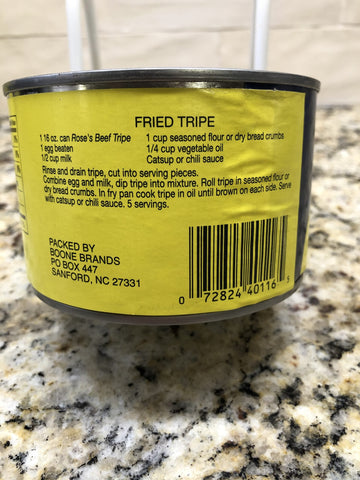 FRIED TRIPE
1 16 oz. can Rose's Beef Tripe 1 cup seasoned flour or dry bread crumbs
1 egg beaten 1/4 cup vegetable oil
1/2 cup milk Catsup or chili sauce
Rinse and drain tripe, cut into serving pieces.
Combine egg and milk, dip tripe into mixture. Roll tripe in seasoned flour or
dry bread crumbs. In fry pan cook tripe in oil until brown on each side. Serve
with catsup or chili sauce. 5 servings.
PACKED BY
BOONE BRANDS
PO BOX 447
SANFORD, NC 27331
0 72824 40116 5